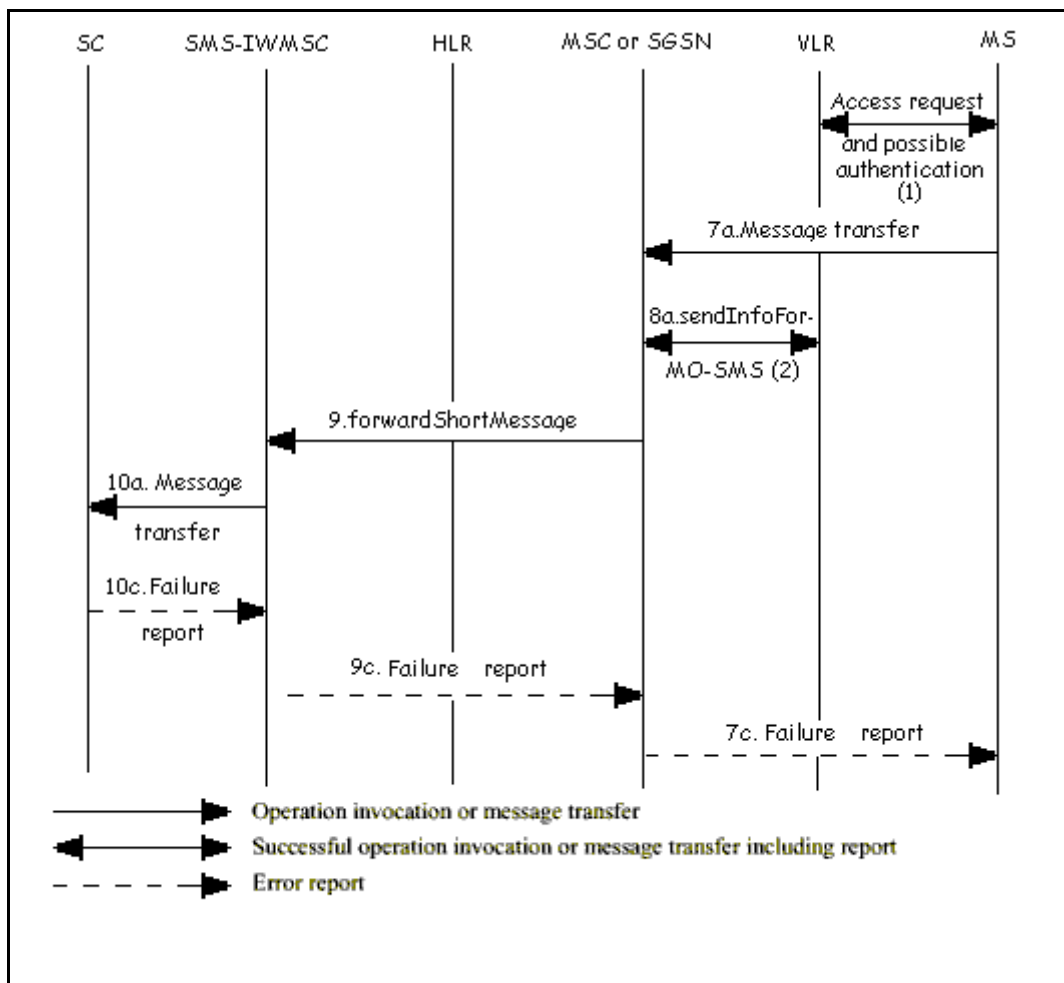 SC SMS-IWMSC HLR MSC or SGSN VLR MS
Access request
and possible
authentication
(1)
7a.Message transfer
8a.sendInfoFor-
MO-SMS (2)
9.forwardShortMessage
10a. Message
transfer
10c.Failure
report
9c. Failure report
7c. Failure report
Operation invocation or message transfer
Successful operation invocation or message transfer including report
Error report